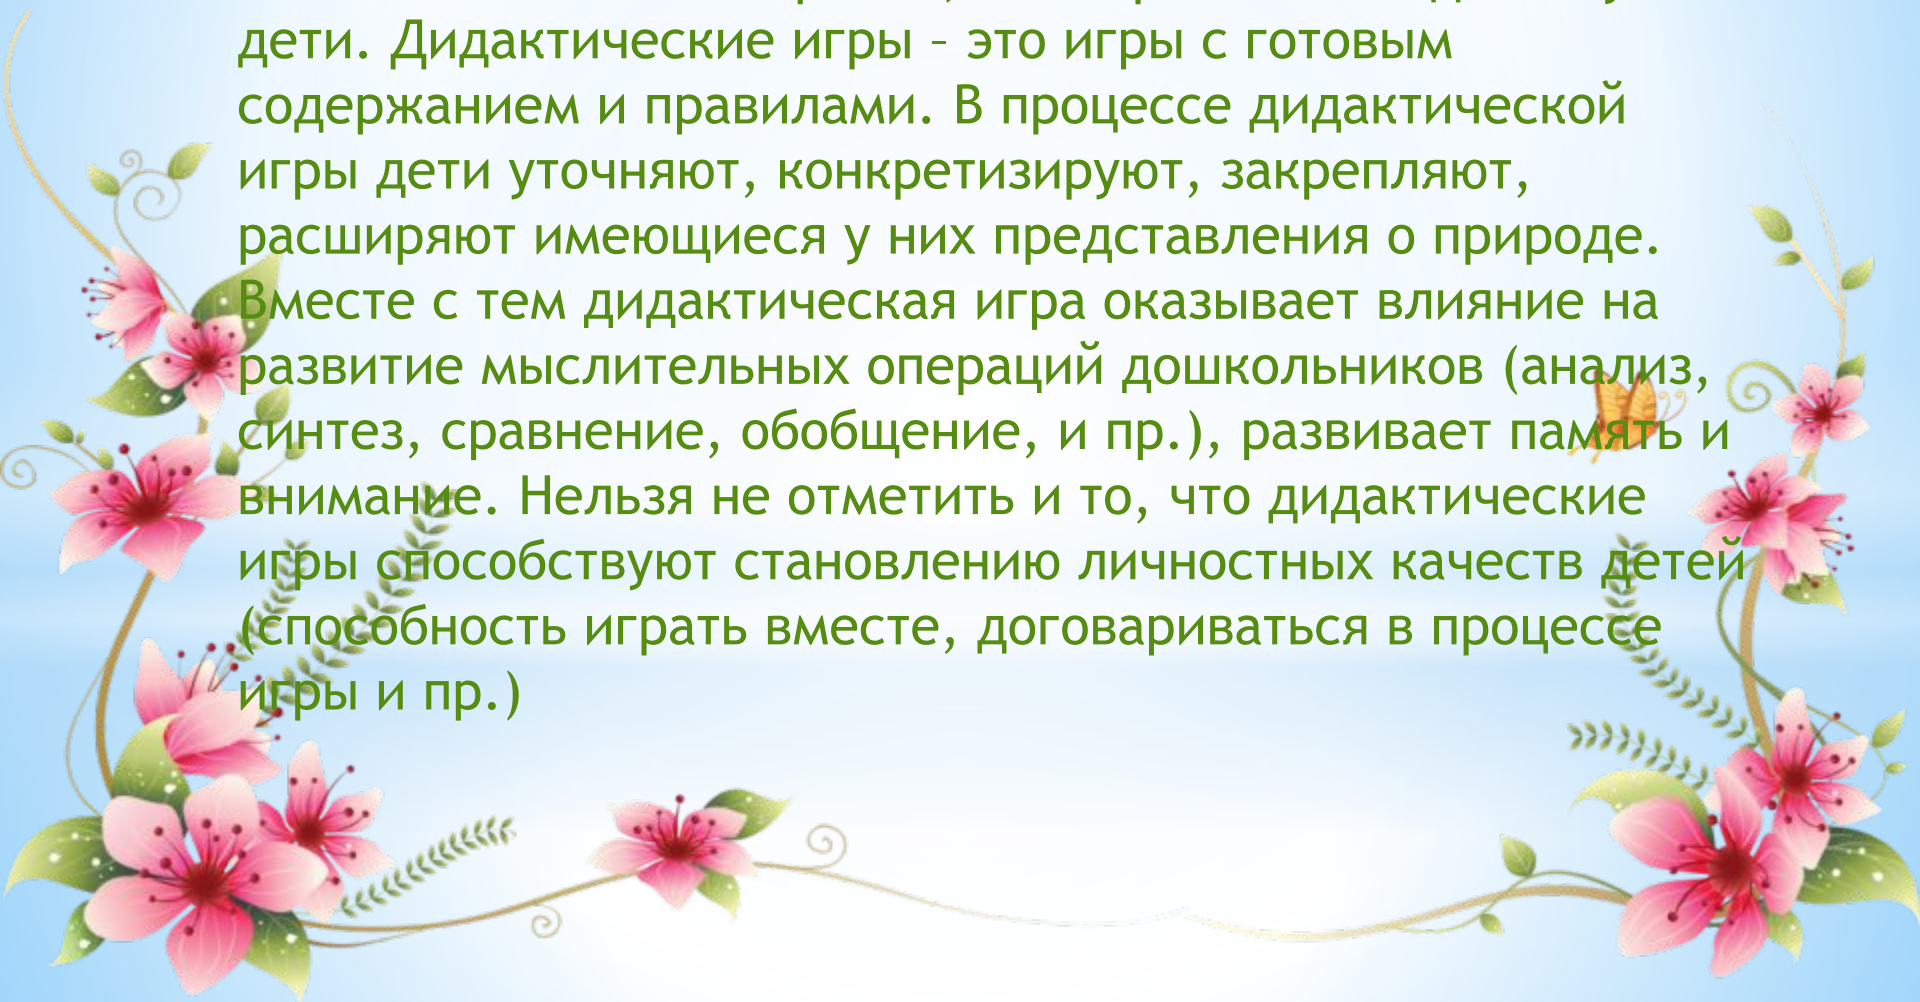 дети. Дидактические игры – это игры с готовым
содержанием и правилами. В процессе дидактической
игры дети уточняют, конкретизируют, закрепляют,
расширяют имеющиеся у них представления о природе.
Вместе с тем дидактическая игра оказывает влияние на
развитие мыслительных операций дошкольников (анализ,
синтез, сравнение, обобщение, и пр.), развивает память и
внимание. Нельзя не отметить и то, что дидактические
игры способствуют становлению личностных качеств детей
(способность играть вместе, договариваться в процессе
игры и пр.)